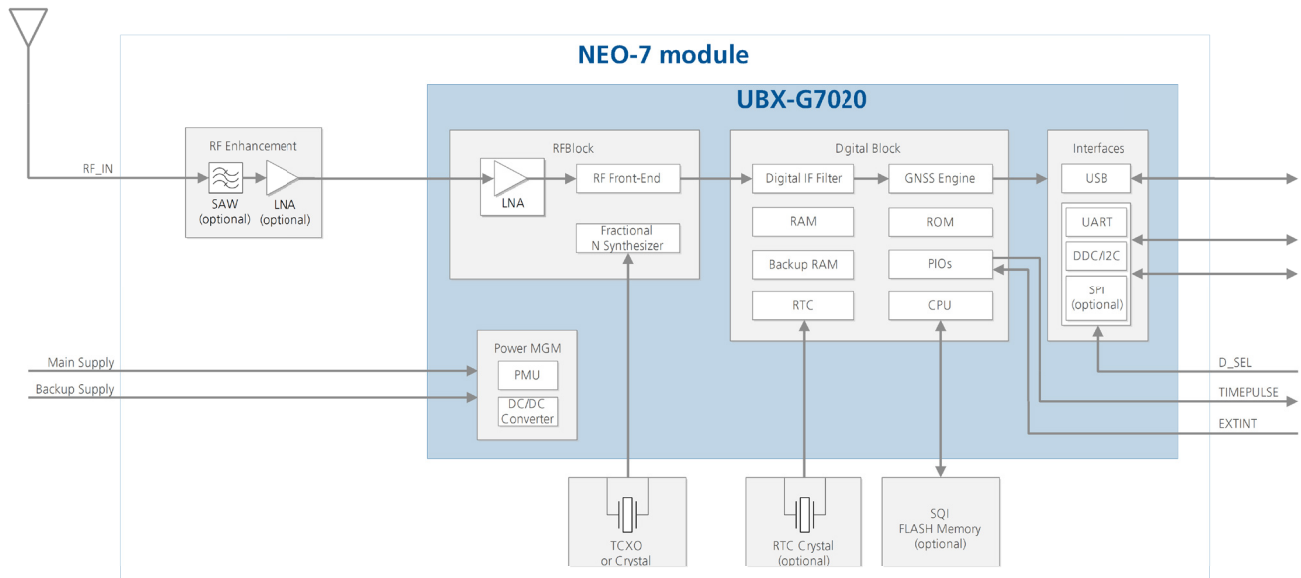 NEO-7 module
UBX-G7020
RF_IN
RF Enhancement
SAW
(optional)
LNA
(optional)
RFBlock
LNA
RF Front-End
Fractional
N Synthesizer
Dgital Block
Digital IF Filter
GNSS Engine
RAM
ROM
Backup RAM
PIOs
RTC
CPU
Interfaces
USB
UART
DDC/I2C
SPI
(optional)
Main Supply
Backup Supply
Power MGM
PMU
DC/DC
Converter
D_SEL
TIMEPULSE
EXTINT
TCXO
or Crystal
RTC Crystal
(optional)
SQI
FLASH Memory
(optional)